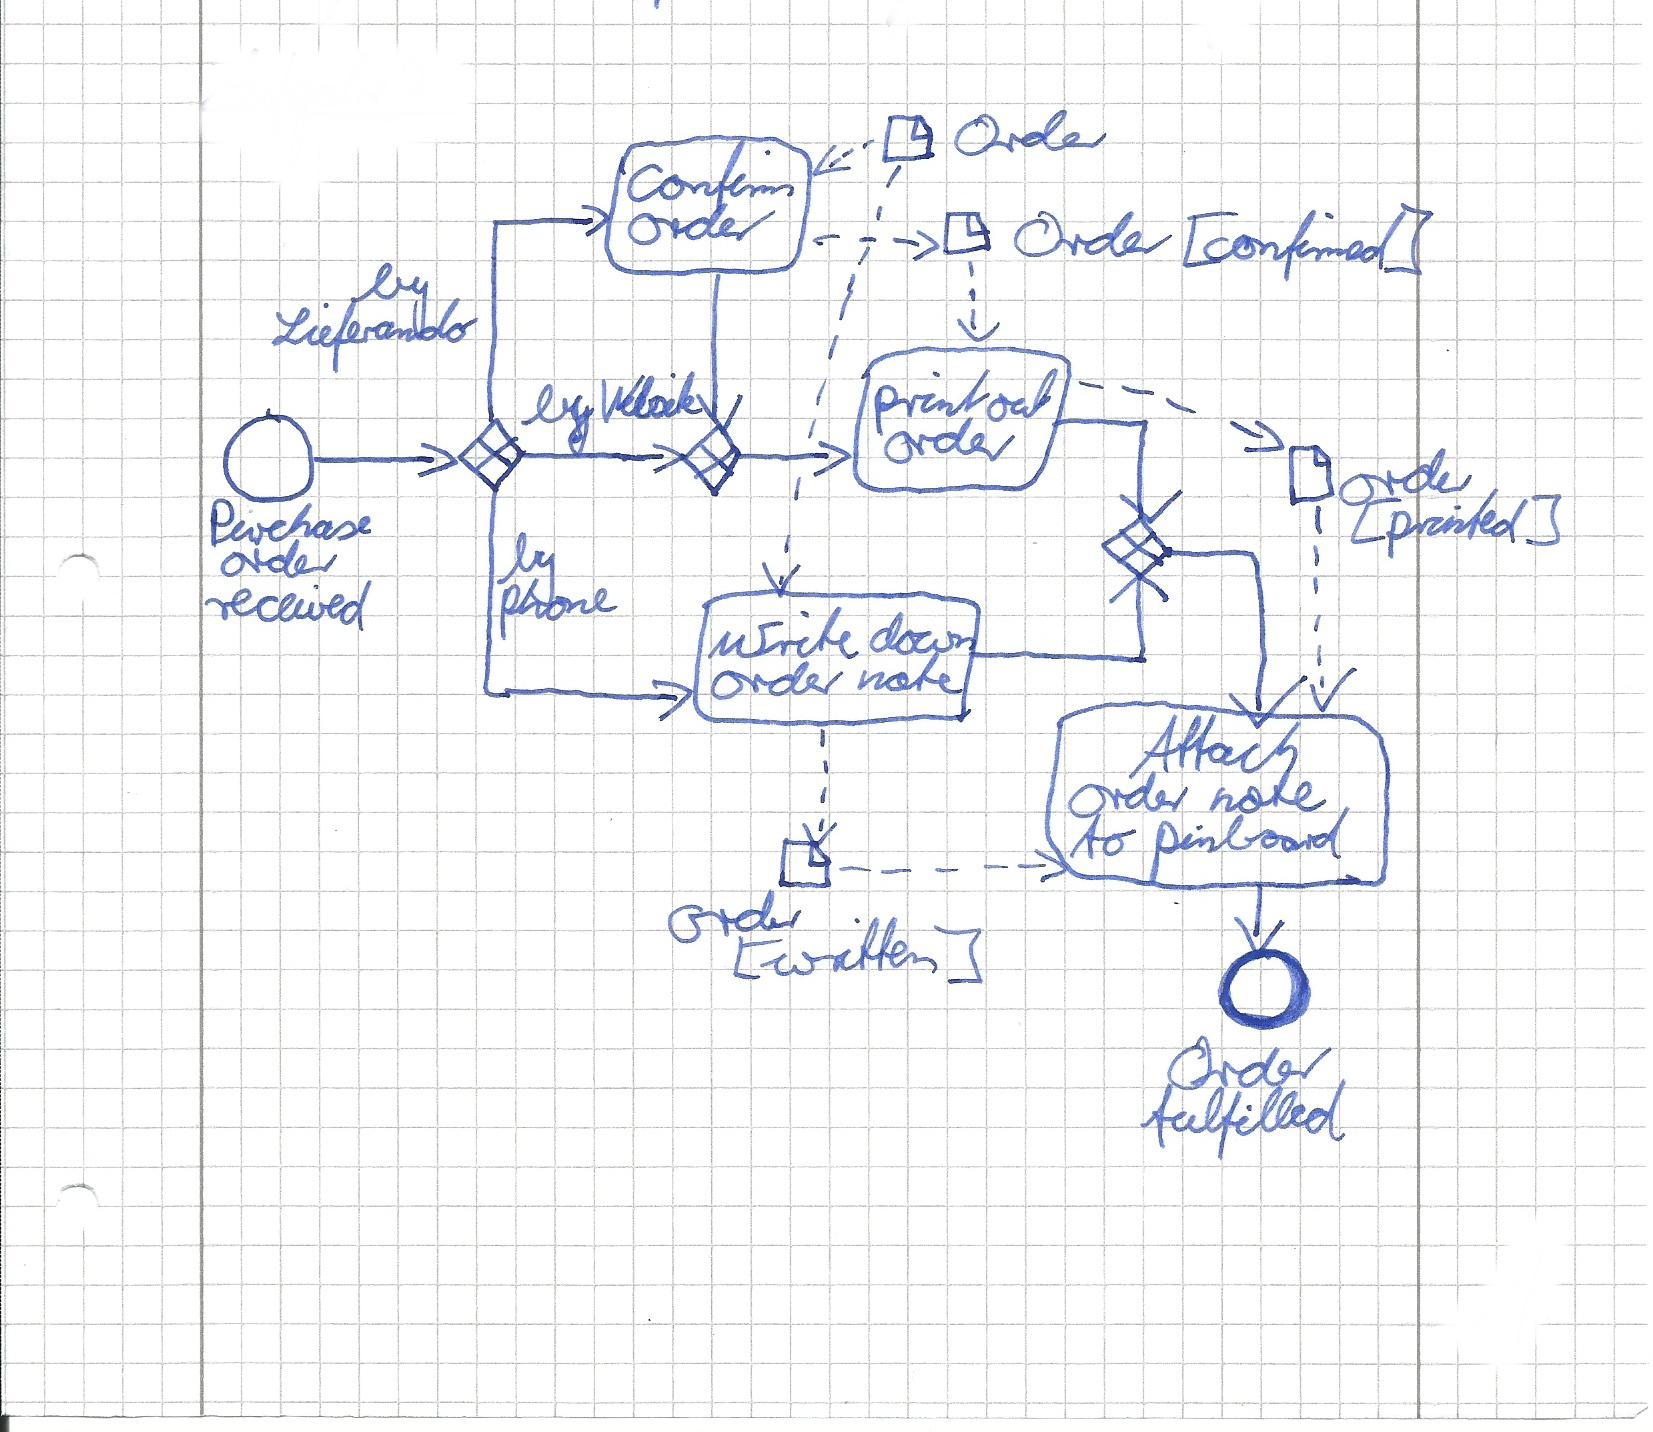 Order
Confirm
order
Order [confirmed]
by
Lieferando
by Website
print out
order
Purchase
order
received
by
phone
order
[printed]
Write down
order note
Attach
order note
to pinboard
order
[written]
Order
fulfilled